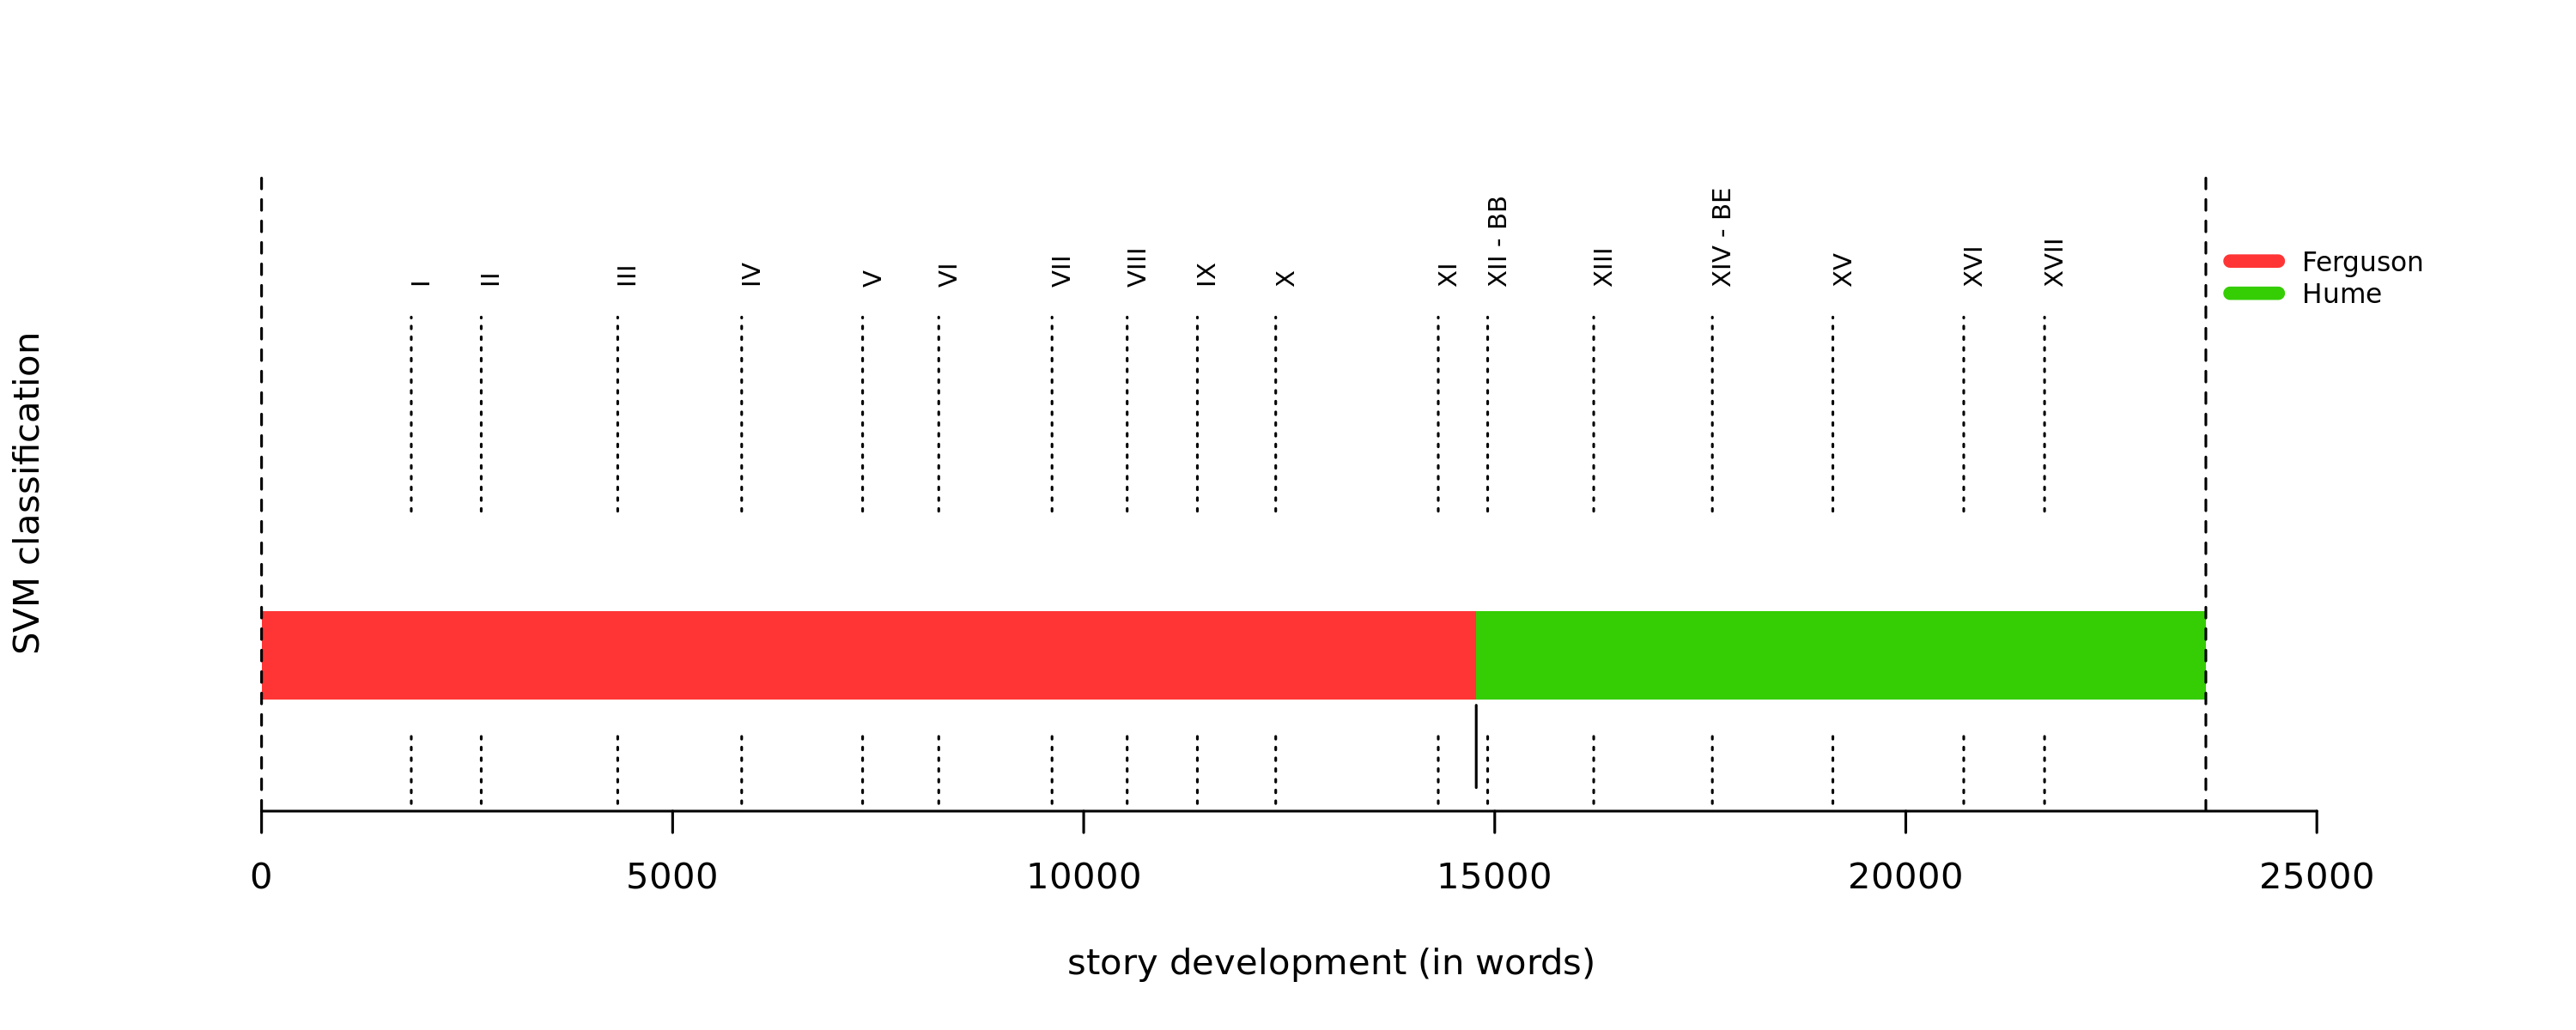 I
II
III
IV
V
VI
VII
VIII
IX
X
XI
XII - BB
XIII
XIV - BE
XV
XVI
XVII
Ferguson
Hume
SVM classification
0
5000
10000
15000
20000
25000
story development (in words)